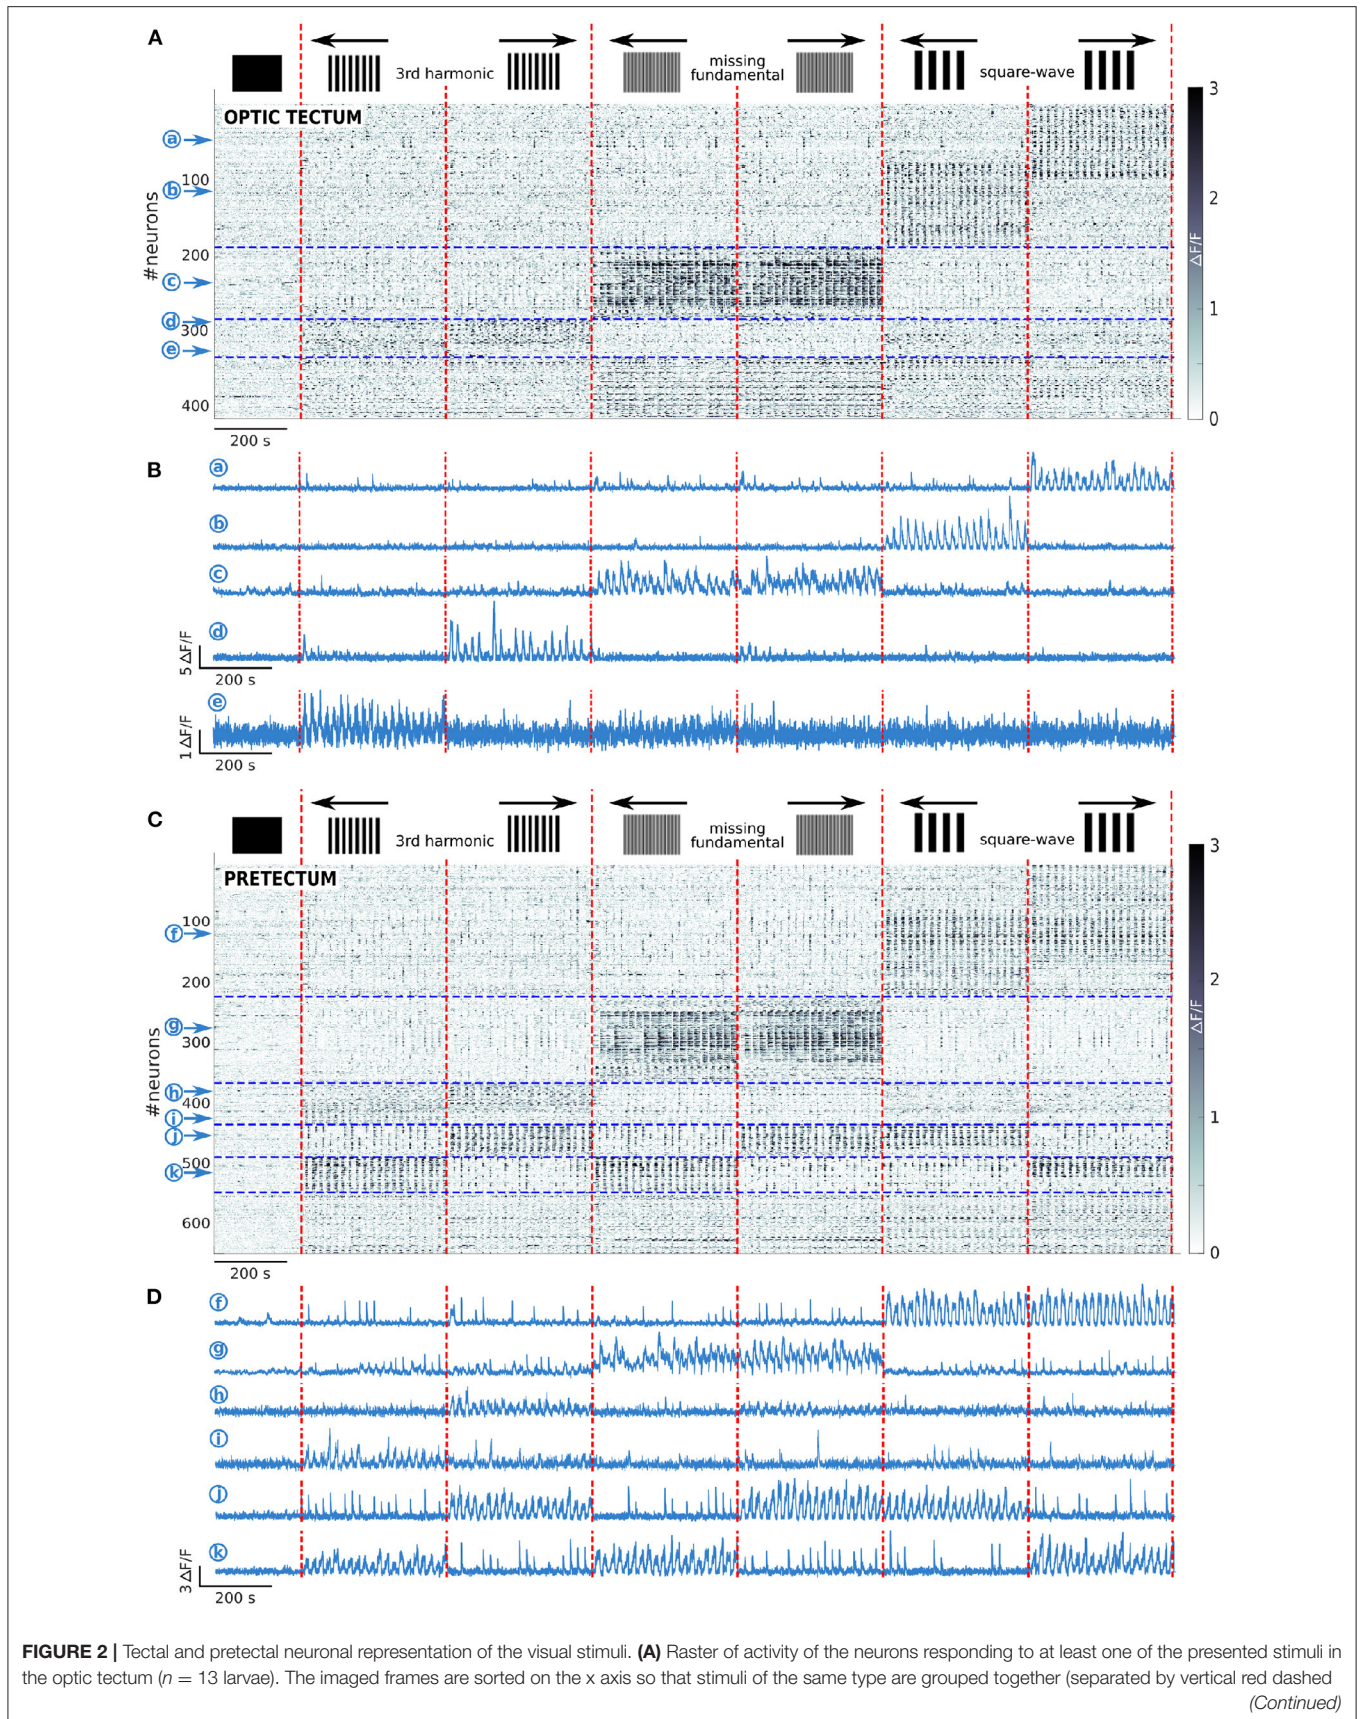 A
3rd harmonic
missing
fundamental
square-wave
OPTIC TECTUM
ⓐ
100
ⓑ
200
ⓒ
ⓓ
300
ⓔ
400
#neurons
3
2
1
0
ΔF/F
200 s
B
ⓐ
ⓑ
ⓒ
ⓓ
5 ΔF/F
200 s
ⓔ
1 ΔF/F
200 s
C
3rd harmonic
missing
fundamental
square-wave
PRETECTUM
100
ⓕ
200
ⓖ
300
ⓗ
400
ⓘ
ⓙ
500
ⓚ
600
#neurons
3
2
1
0
ΔF/F
200 s
D
ⓕ
ⓖ
ⓗ
ⓘ
ⓙ
ⓚ
3 ΔF/F
200 s
FIGURE 2 | Tectal and pretectal neuronal representation of the visual stimuli. (A) Raster of activity of the neurons responding to at least one of the presented stimuli in
the optic tectum (n = 13 larvae). The imaged frames are sorted on the x axis so that stimuli of the same type are grouped together (separated by vertical red dashed
(Continued)